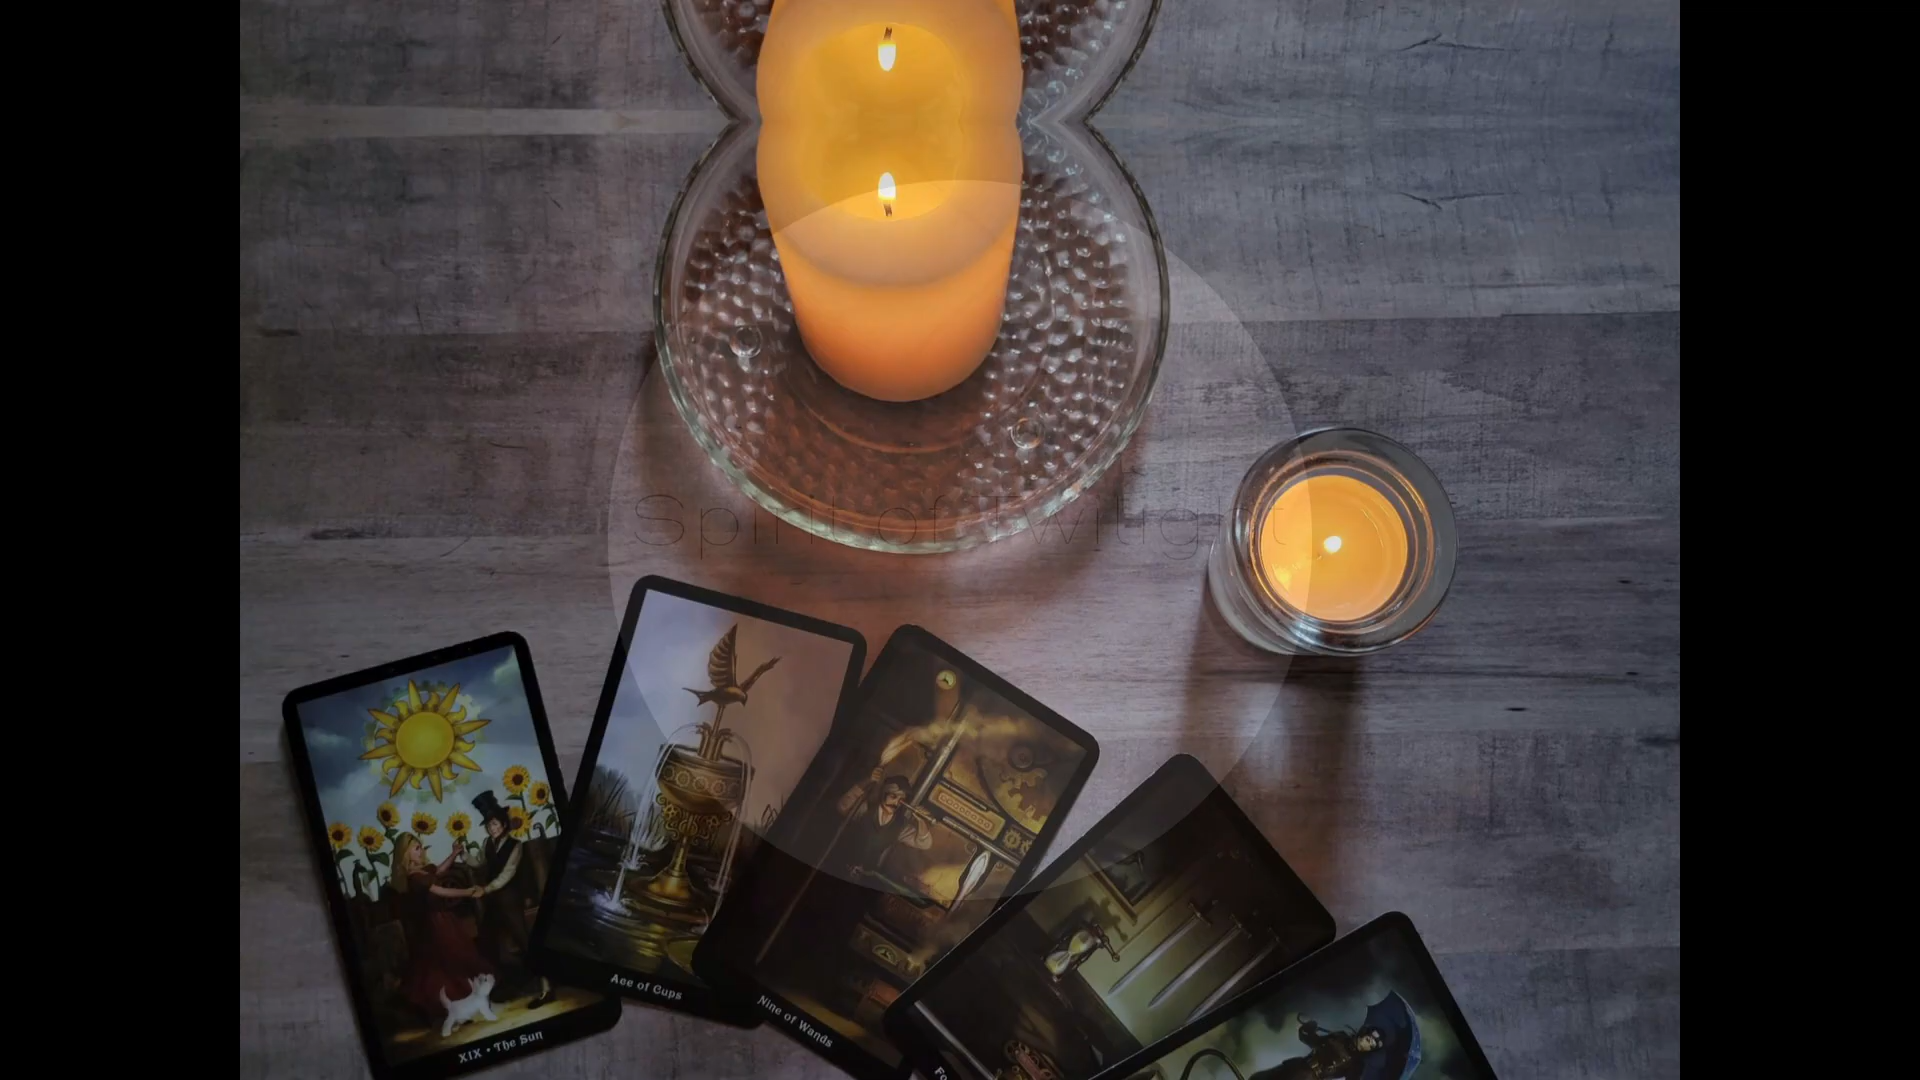 Spirit of Twilight
XIX • The Sun
Ace of Cups
Nine of Wands